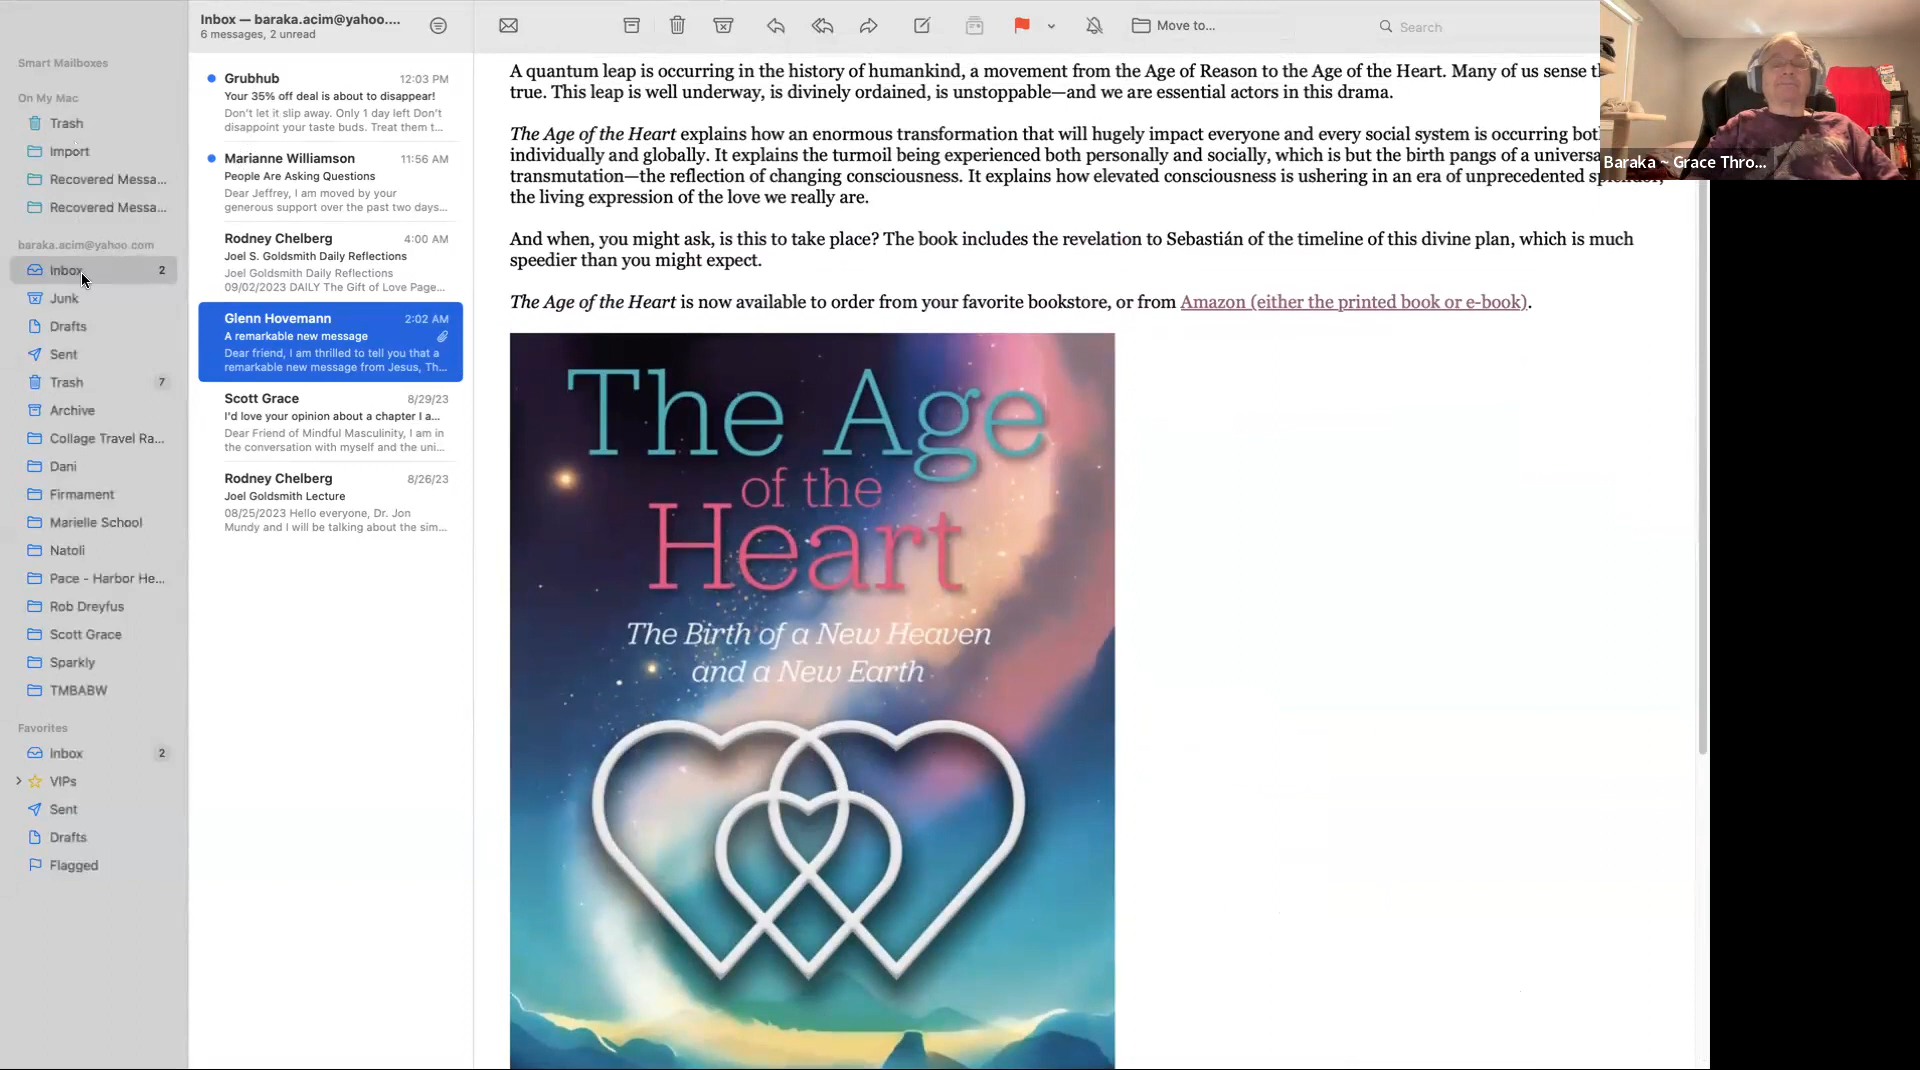 Smart Mailboxes
On My Mac
Trash
Import
Recovered Messa...
Recovered Messa...
baraka.acim@yahoo.com
Inbox 2
Junk
Drafts
Sent
Trash 7
Archive
Collage Travel Ra...
Dani
Firmament
Marielle School
Natoli
Pace - Harbor He...
Rob Dreyfus
Scott Grace
Sparkly
TMBABW
Favorites
Inbox 2
VIPs
Sent
Drafts
Flagged
Inbox — baraka.acim@yahoo....
6 messages, 2 unread
Grubhub 12:03 PM
Your 35% off deal is about to disappear!
Don't let it slip away. Only 1 day left Don't
disappoint your taste buds. Treat them t...
Marianne Williamson 11:56 AM
People Are Asking Questions
Dear Jeffrey, I am moved by your
generous support over the past two days...
Rodney Chelberg 4:00 AM
Joel S. Goldsmith Daily Reflections
Joel Goldsmith Daily Reflections
09/02/2023 DAILY The Gift of Love Page...
Glenn Hovemann 2:02 AM
A remarkable new message
Dear friend, I am thrilled to tell you that a
remarkable new message from Jesus, Th...
Scott Grace 8/29/23
I'd love your opinion about a chapter I a...
Dear Friend of Mindful Masculinity, I am in
the conversation with myself and the uni...
Rodney Chelberg 8/26/23
Joel Goldsmith Lecture
08/25/2023 Hello everyone, Dr. Jon
Mundy and I will be talking about the sim...
Move to...
Search
A quantum leap is occurring in the history of humankind, a movement from the Age of Reason to the Age of the Heart. Many of us sense
true. This leap is well underway, is divinely ordained, is unstoppable—and we are essential actors in this drama.
The Age of the Heart explains how an enormous transformation that will hugely impact everyone and every social system is occurring
individually and globally. It explains the turmoil being experienced both personally and socially, which is but the birth pangs of a
transmutation—the reflection of changing consciousness. It explains how elevated consciousness is ushering in an era of unprecedented splendor,
the living expression of the love we really are.
And when, you might ask, is this to take place? The book includes the revelation to Sebastián of the timeline of this divine plan, which is much
speedier than you might expect.
The Age of the Heart is now available to order from your favorite bookstore, or from Amazon (either the printed book or e-book).
The Age
of the
Heart
The Birth of a New Heaven
and a New Earth
Baraka ~ Grace Thro...